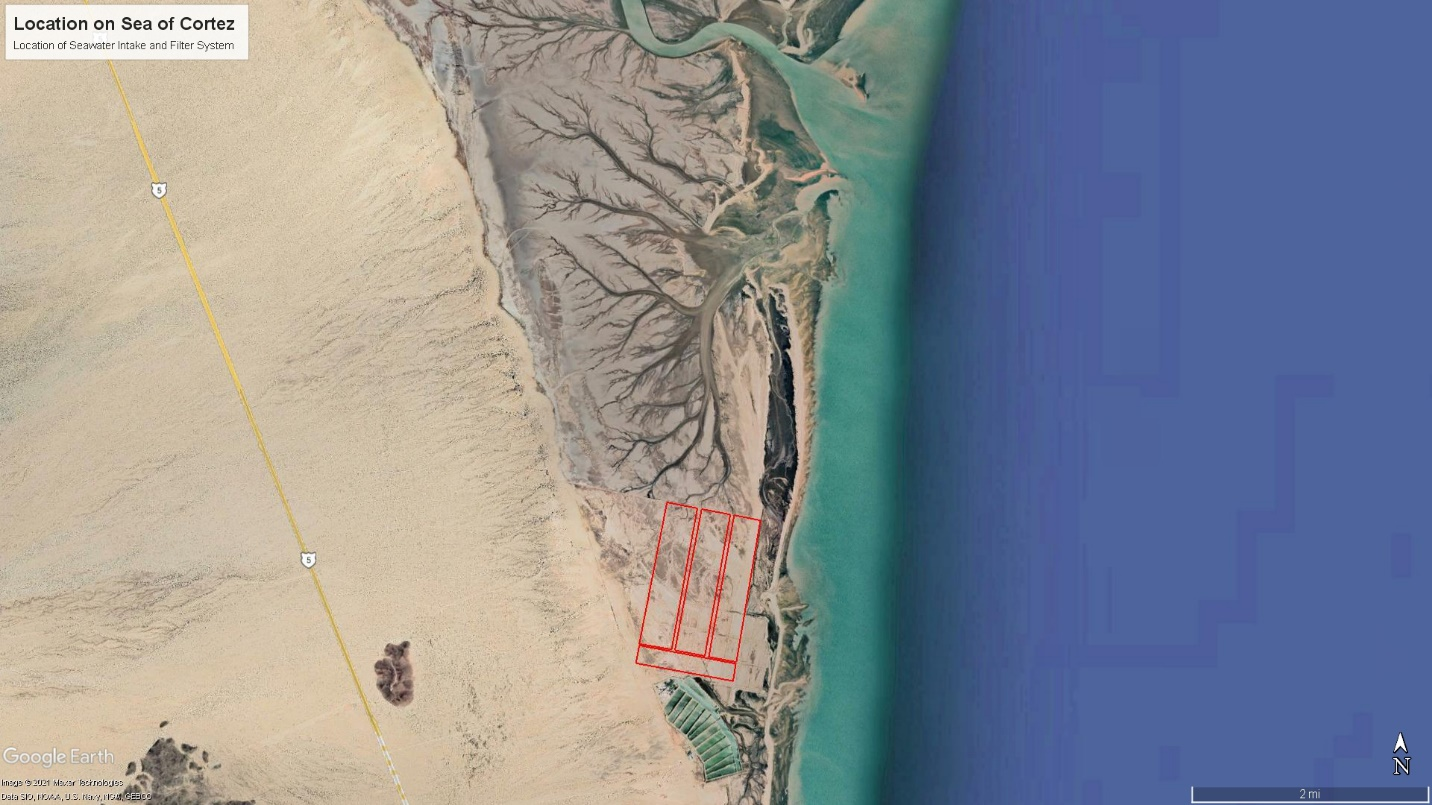 Location on Sea of Cortez
Location of Seawater Intake and Filter System
5
5
Google Earth
Image © 2021 Maxar Technologies
Data SIO, NOAA, U.S. Navy, NGA, GEBCO
N
2 mi